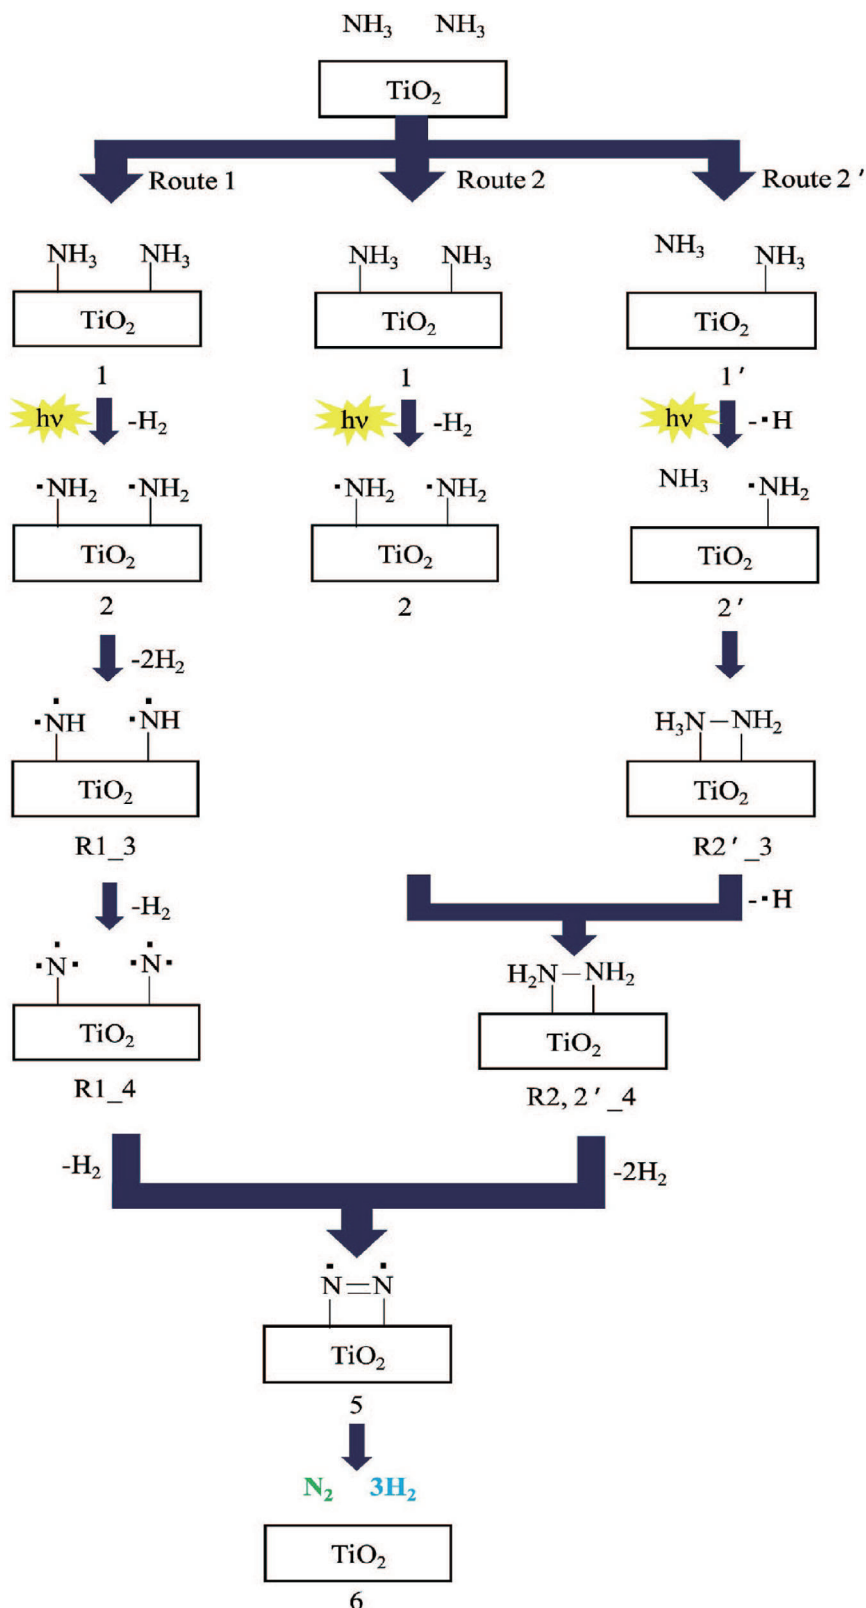 NH₃ NH₃
TiO₂
Route 1
Route 2
Route 2′
NH₃ NH₃
TiO₂
1
NH₃ NH₃
TiO₂
1
NH₃ NH₃
TiO₂
1′
hν -H₂
hν -H₂
hν -·H
·NH₂ ·NH₂
TiO₂
2
·NH₂ ·NH₂
TiO₂
2
NH₃ ·NH₂
TiO₂
2′
-2H₂
·NH ·NH
TiO₂
R1_3
H₃N–NH₂
TiO₂
R2′_3
-H₂
-·H
·N· ·N·
TiO₂
R1_4
H₂N–NH₂
TiO₂
R2, 2′_4
-H₂
-2H₂
N=N
TiO₂
5
N₂ 3H₂
TiO₂
6